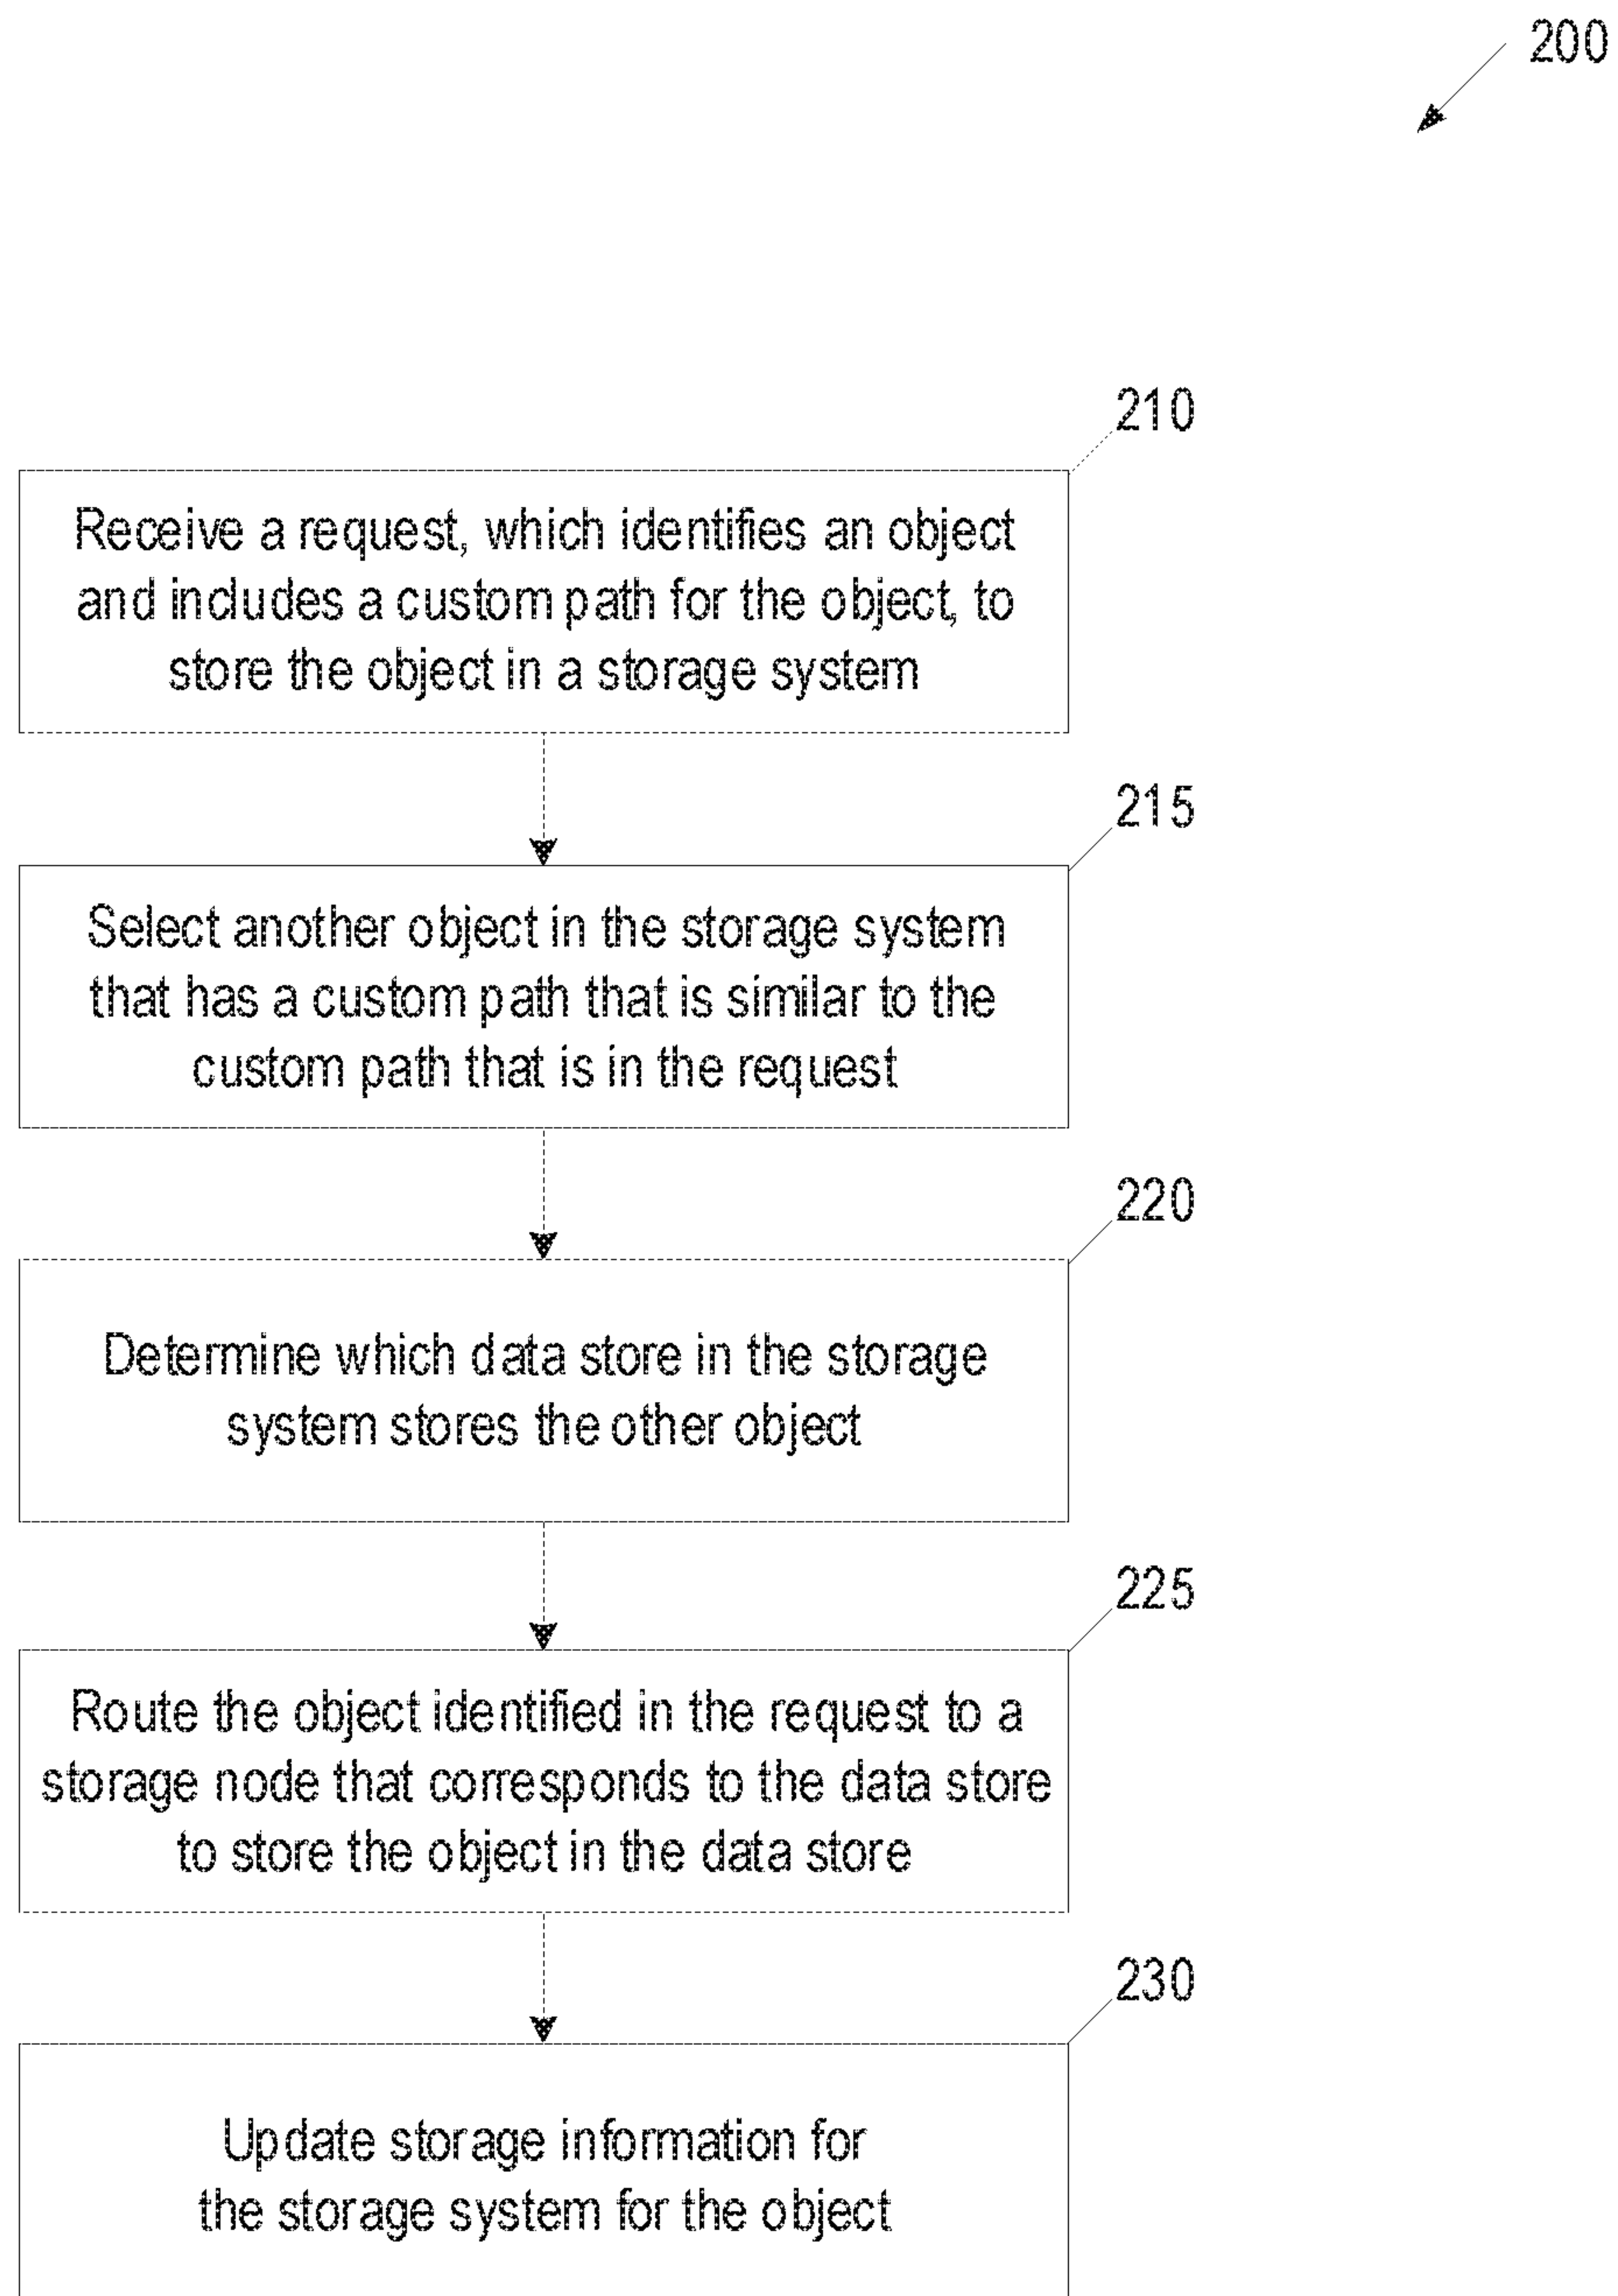 200
210
Receive a request, which identifies an object
and includes a custom path for the object, to
store the object in a storage system
215
Select another object in the storage system
that has a custom path that is similar to the
custom path that is in the request
220
Determine which data store in the storage
system stores the other object
225
Route the object identified in the request to a
storage node that corresponds to the data store
to store the object in the data store
230
Update storage information for
the storage system for the object